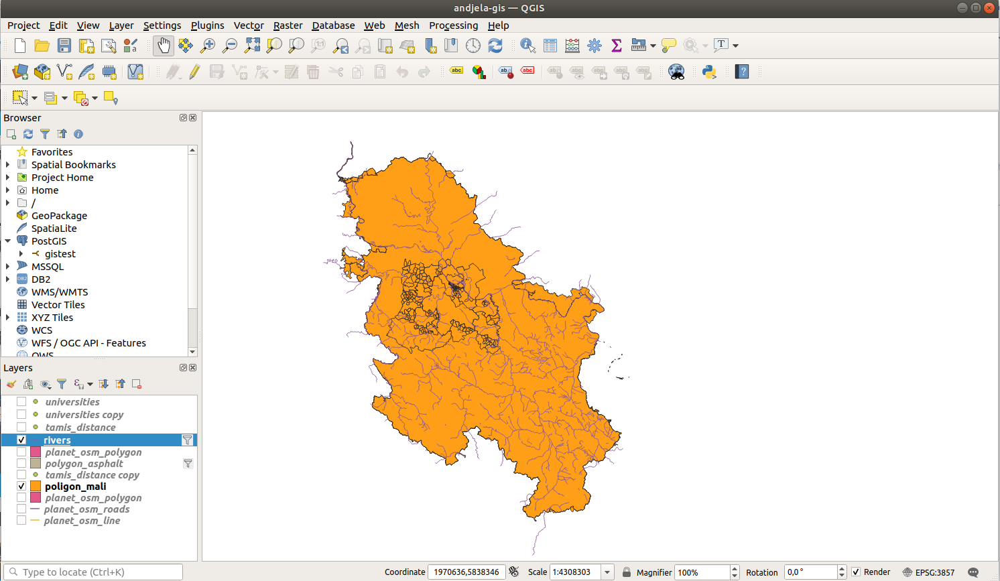 andjela-gis — QGIS
Project Edit View Layer Settings Plugins Vector Raster Database Web Mesh Processing Help
Browser
Favorites
Spatial Bookmarks
Project Home
Home
/
GeoPackage
SpatiaLite
PostGIS
gistest
MSSQL
DB2
WMS/WMTS
Vector Tiles
XYZ Tiles
WCS
WFS / OGC API - Features
OWS
Layers
universities
universities copy
tamis_distance
rivers
planet_osm_polygon
polygon_asphalt
tamis_distance copy
poligon_mali
planet_osm_polygon
planet_osm_roads
planet_osm_line
Type to locate (Ctrl+K) Coordinate 1970636,5838346 Scale 1:4308303 Magnifier 100% Rotation 0,0 ° Render EPSG:3857